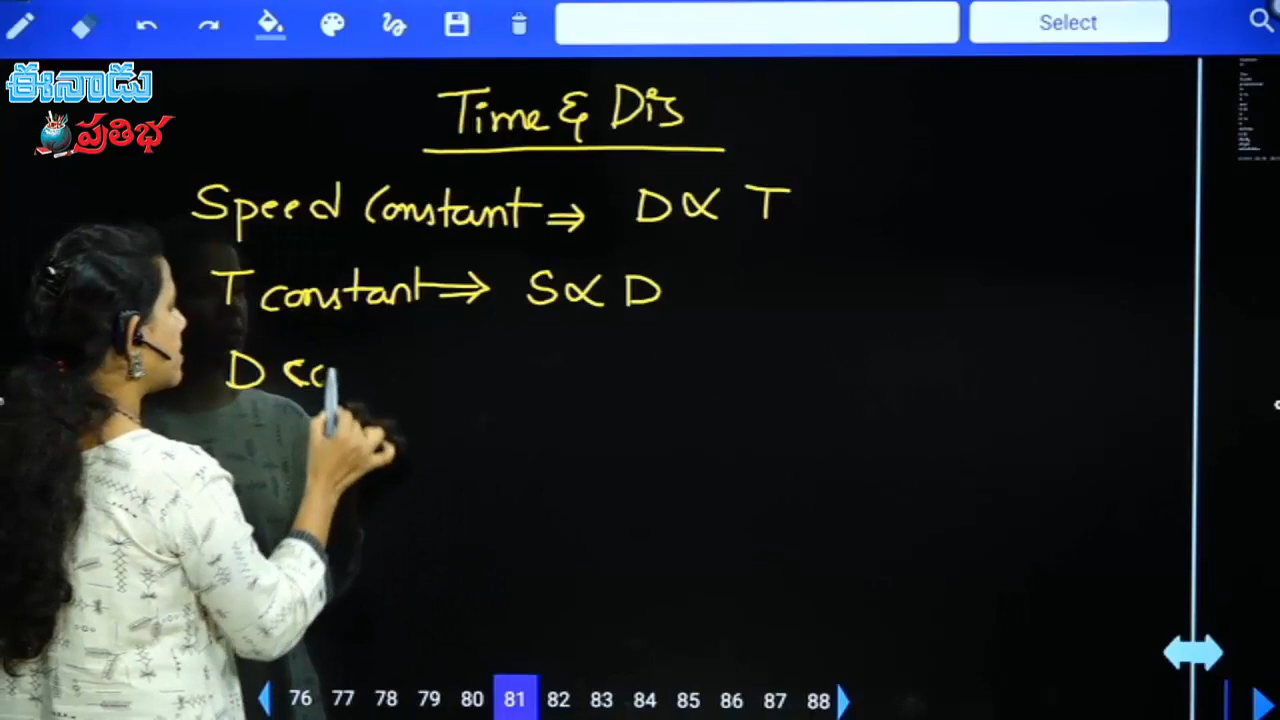 Select
ఈనాడు
ప్రతిభ
Time & Dis
Speed Constant ⇒ D ∝ T
T constant ⇒ S ∝ D
D co
76 77 78 79 80 81 82 83 84 85 86 87 88